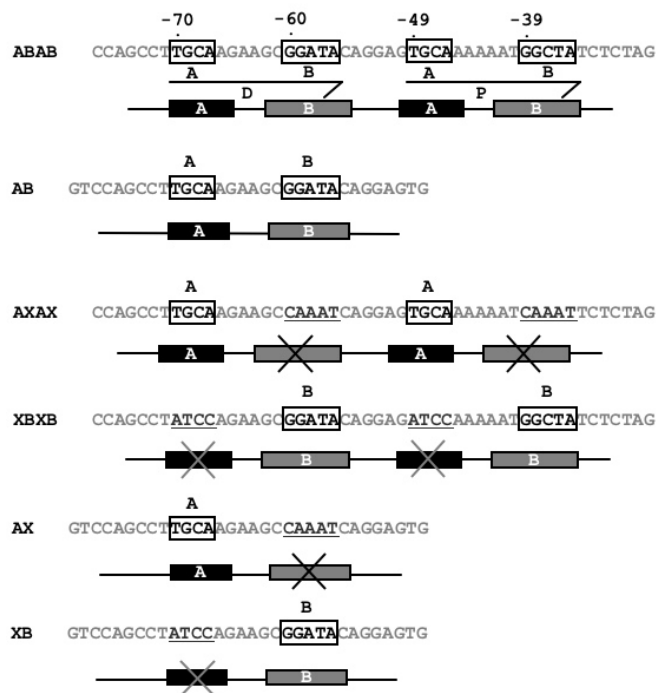 -70 -60 -49 -39
ABAB CCAGCCTTGCAAGAAGCGGATACAGGAGTGCAAAAAATGGCTATCTCTAG
A B A B
D P
A B A B
A B
AB GTCCAGCCTTGCAAGAAGCGGATACAGGAGTG
A B
A A
AXAX CCAGCCTTGCAAGAAGCCAAATCAGGAGTGCAAAAAATCAAATTCTCTAG
A A
B B
XBXB CCAGCCTATCCAGAAGCGGATACAGGAGATCCAAAAATGGCTATCTCTAG
B B
A
AX GTCCAGCCTTGCAAGAAGCCAAATCAGGAGTG
A
B
XB GTCCAGCCTATCCAGAAGCGGATACAGGAGTG
B